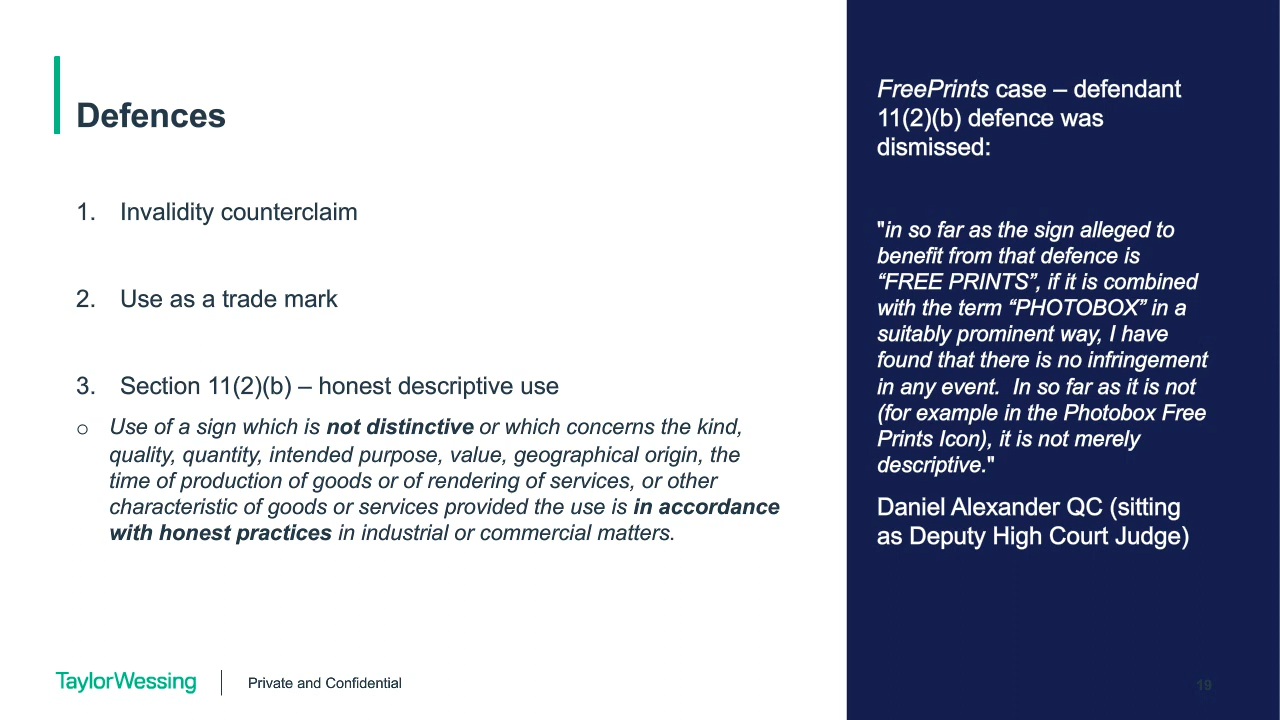 Defences
1. Invalidity counterclaim
2. Use as a trade mark
3. Section 11(2)(b) – honest descriptive use
o Use of a sign which is not distinctive or which concerns the kind,
quality, quantity, intended purpose, value, geographical origin, the
time of production of goods or of rendering of services, or other
characteristic of goods or services provided the use is in accordance
with honest practices in industrial or commercial matters.
FreePrints case – defendant
11(2)(b) defence was
dismissed:
"in so far as the sign alleged to
benefit from that defence is
“FREE PRINTS”, if it is combined
with the term “PHOTOBOX” in a
suitably prominent way, I have
found that there is no infringement
in any event.  In so far as it is not
(for example in the Photobox Free
Prints Icon), it is not merely
descriptive."
Daniel Alexander QC (sitting
as Deputy High Court Judge)
TaylorWessing
Private and Confidential
19